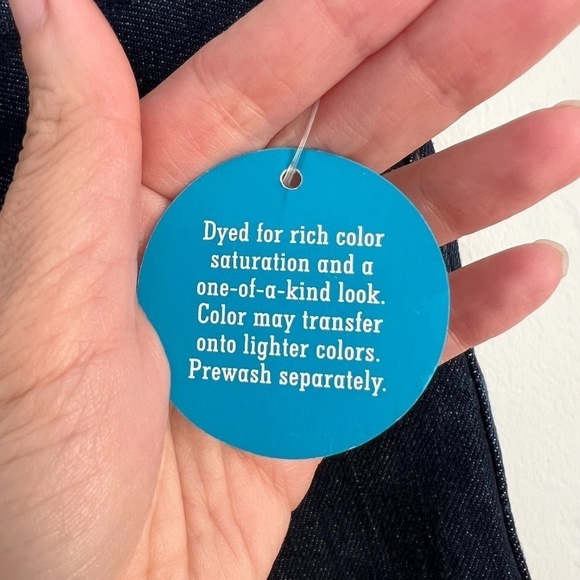 Dyed for rich color
saturation and a
one-of-a-kind look.
Color may transfer
onto lighter colors.
Prewash separately.